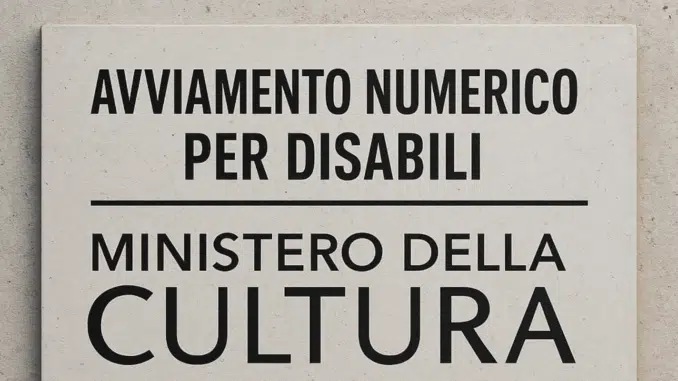 AVVIAMENTO NUMERICO
PER DISABILI
MINISTERO DELLA
CULTURA